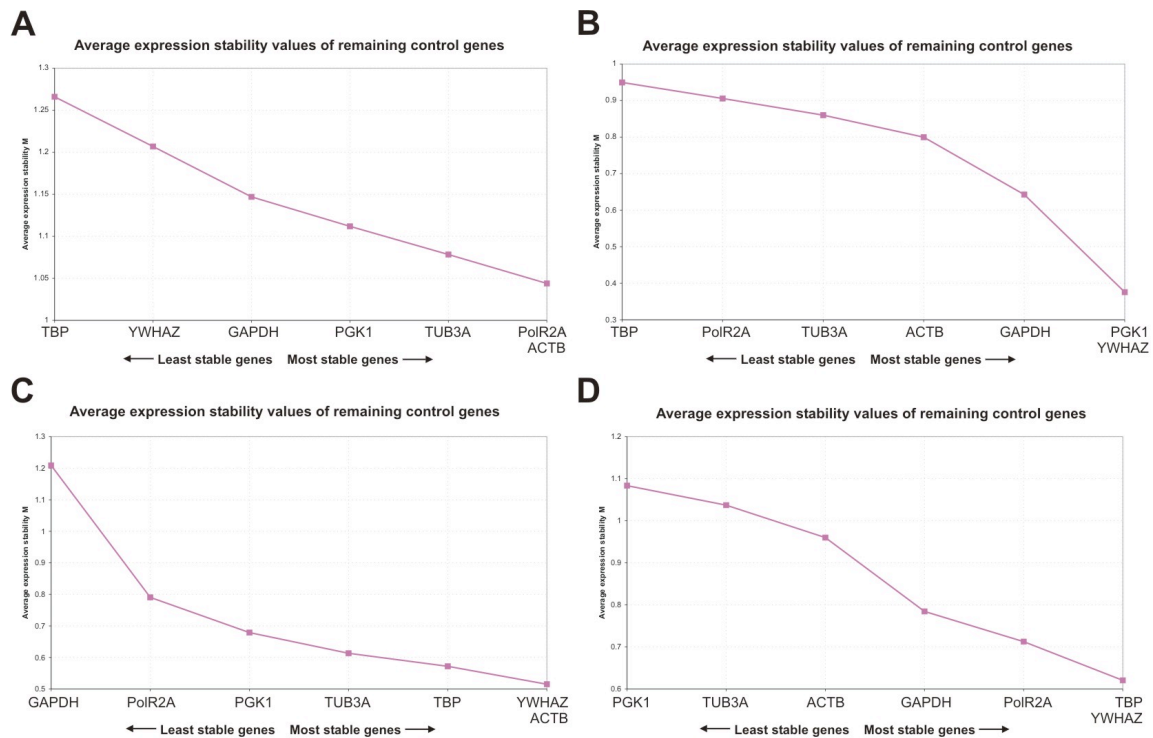 A
Average expression stability values of remaining control genes
Average expression stability M
1.3
1.25
1.2
1.15
1.1
1.05
1
TBP YWHAZ GAPDH PGK1 TUB3A PolR2A
ACTB
Least stable genes Most stable genes
B
Average expression stability values of remaining control genes
Average expression stability M
1
0.9
0.8
0.7
0.6
0.5
0.4
0.3
TBP PolR2A TUB3A ACTB GAPDH PGK1
YWHAZ
Least stable genes Most stable genes
C
Average expression stability values of remaining control genes
Average expression stability M
1.3
1.2
1.1
1
0.9
0.8
0.7
0.6
0.5
GAPDH PolR2A PGK1 TUB3A TBP YWHAZ
ACTB
Least stable genes Most stable genes
D
Average expression stability values of remaining control genes
Average expression stability M
1.2
1.1
1
0.9
0.8
0.7
0.6
PGK1 TUB3A ACTB GAPDH PolR2A TBP
YWHAZ
Least stable genes Most stable genes